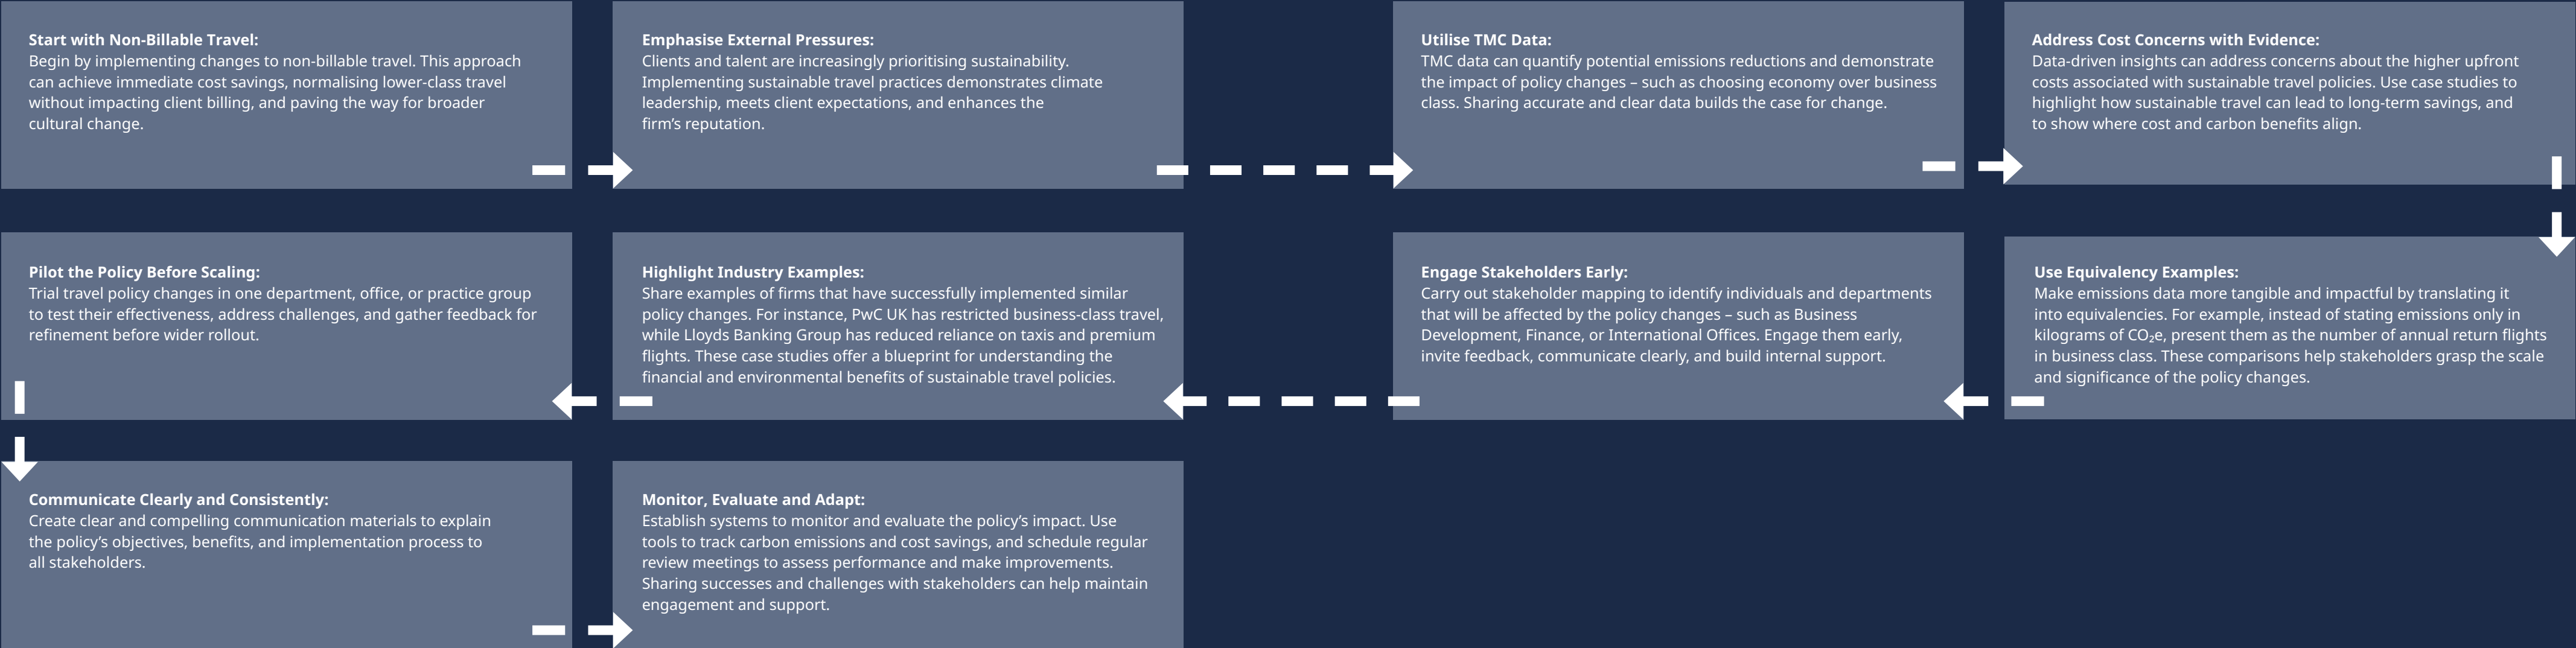 Start with Non-Billable Travel:
Begin by implementing changes to non-billable travel. This approach
can achieve immediate cost savings, normalising lower-class travel
without impacting client billing, and paving the way for broader
cultural change.
Emphasise External Pressures:
Clients and talent are increasingly prioritising sustainability.
Implementing sustainable travel practices demonstrates climate
leadership, meets client expectations, and enhances the
firm’s reputation.
Utilise TMC Data:
TMC data can quantify potential emissions reductions and demonstrate
the impact of policy changes – such as choosing economy over business
class. Sharing accurate and clear data builds the case for change.
Address Cost Concerns with Evidence:
Data-driven insights can address concerns about the higher upfront
costs associated with sustainable travel policies. Use case studies to
highlight how sustainable travel can lead to long-term savings, and
to show where cost and carbon benefits align.
Use Equivalency Examples:
Make emissions data more tangible and impactful by translating it
into equivalencies. For example, instead of stating emissions only in
kilograms of CO₂e, present them as the number of annual return flights
in business class. These comparisons help stakeholders grasp the scale
and significance of the policy changes.
Engage Stakeholders Early:
Carry out stakeholder mapping to identify individuals and departments
that will be affected by the policy changes – such as Business
Development, Finance, or International Offices. Engage them early,
invite feedback, communicate clearly, and build internal support.
Highlight Industry Examples:
Share examples of firms that have successfully implemented similar
policy changes. For instance, PwC UK has restricted business-class travel,
while Lloyds Banking Group has reduced reliance on taxis and premium
flights. These case studies offer a blueprint for understanding the
financial and environmental benefits of sustainable travel policies.
Pilot the Policy Before Scaling:
Trial travel policy changes in one department, office, or practice group
to test their effectiveness, address challenges, and gather feedback for
refinement before wider rollout.
Communicate Clearly and Consistently:
Create clear and compelling communication materials to explain
the policy’s objectives, benefits, and implementation process to
all stakeholders.
Monitor, Evaluate and Adapt:
Establish systems to monitor and evaluate the policy’s impact. Use
tools to track carbon emissions and cost savings, and schedule regular
review meetings to assess performance and make improvements.
Sharing successes and challenges with stakeholders can help maintain
engagement and support.